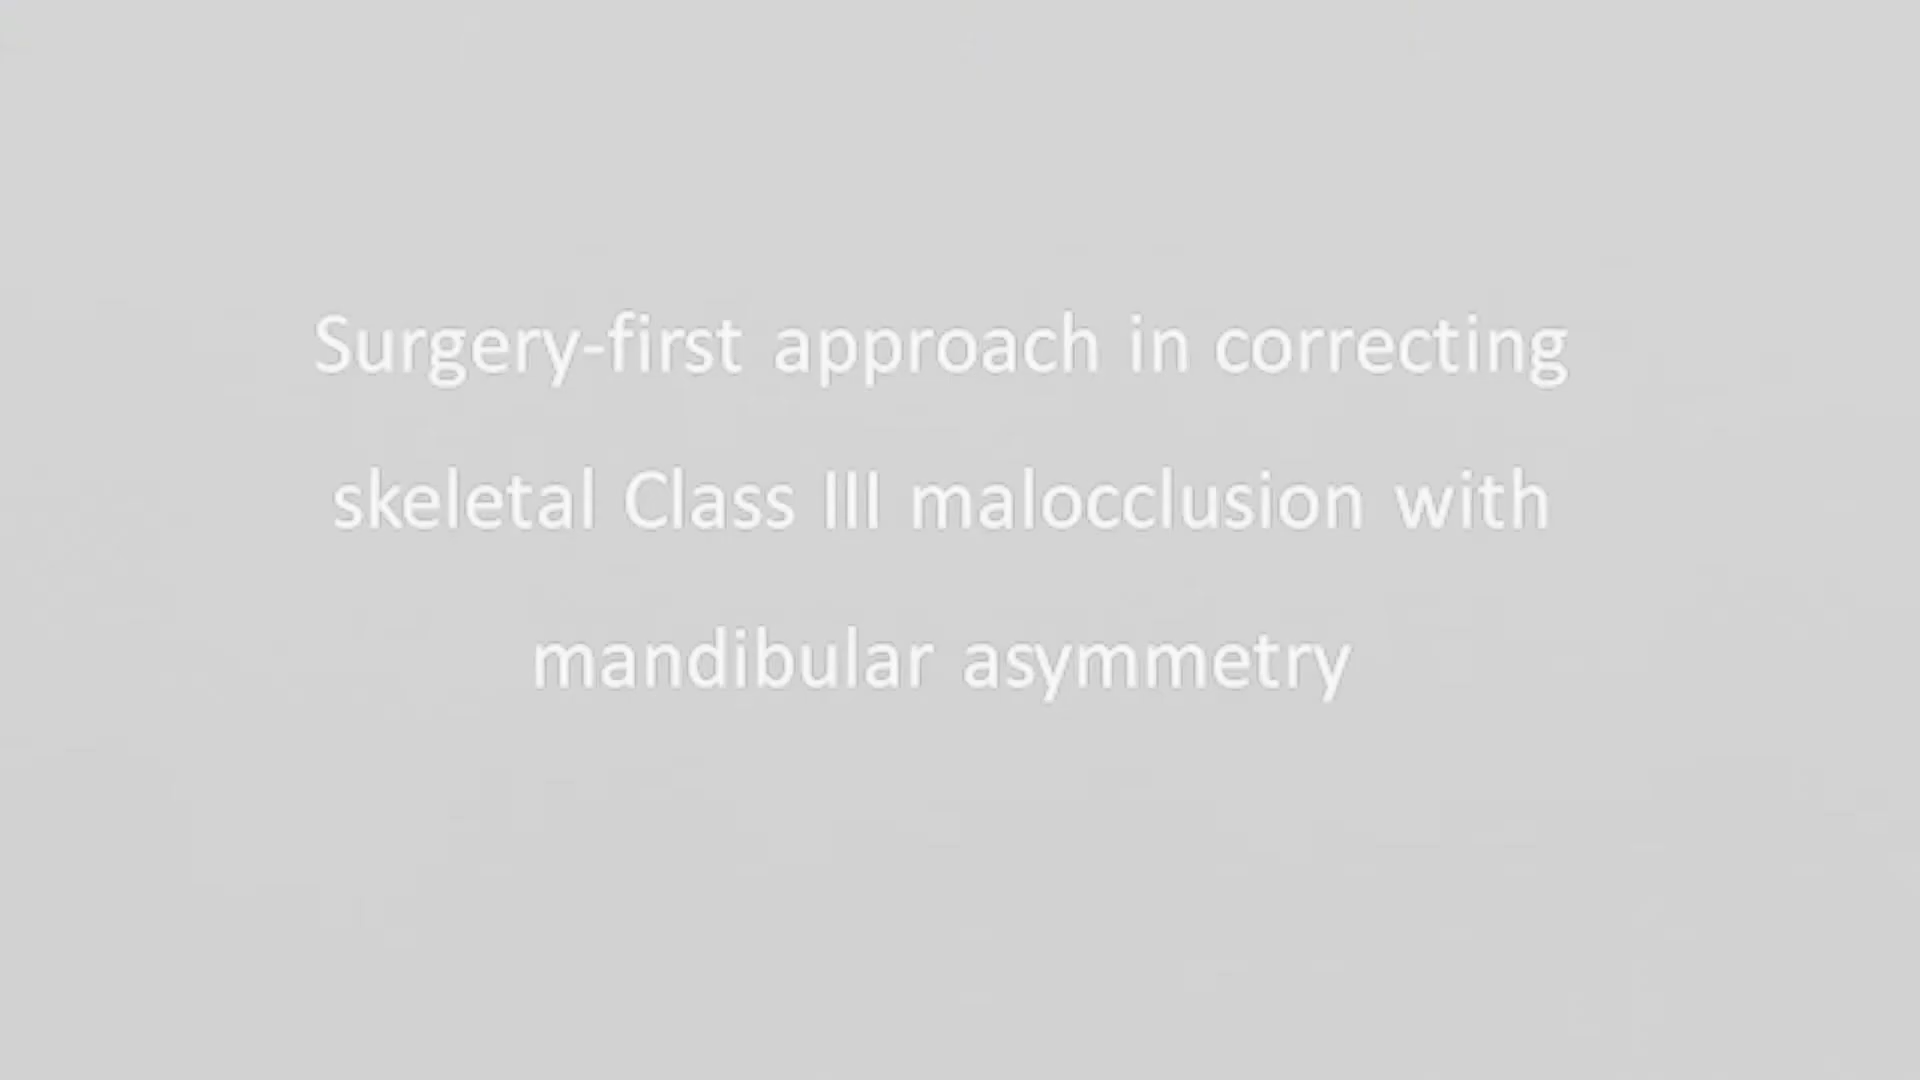 Surgery-first approach in correcting
skeletal Class III malocclusion with
mandibular asymmetry